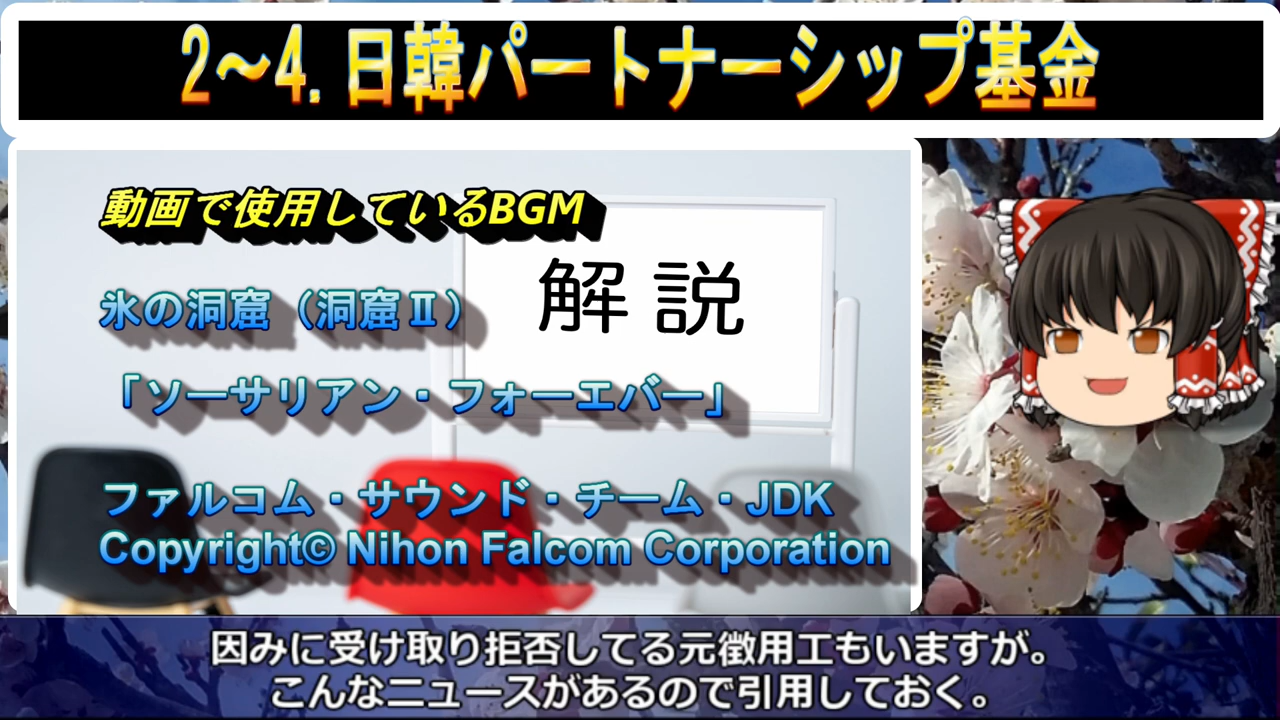 2～4.日韓パートナーシップ基金
動画で使用しているBGM
解説
氷の洞窟（洞窟Ⅱ）
「ソーサリアン・フォーエバー」
ファルコム・サウンド・チーム・JDK
Copyright© Nihon Falcom Corporation
因みに受け取り拒否してる元徴用工もいますが。
こんなニュースがあるので引用しておく。